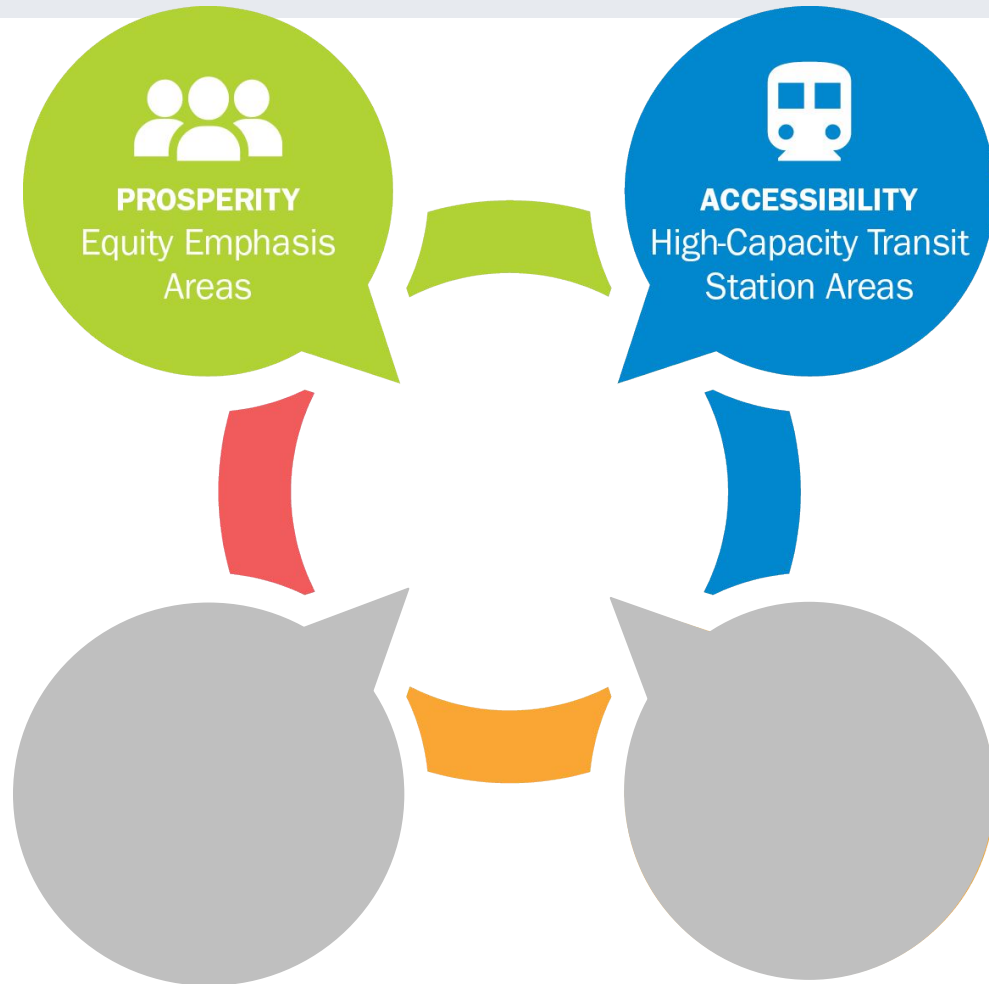 PROSPERITY
Equity Emphasis
Areas
ACCESSIBILITY
High-Capacity Transit
Station Areas